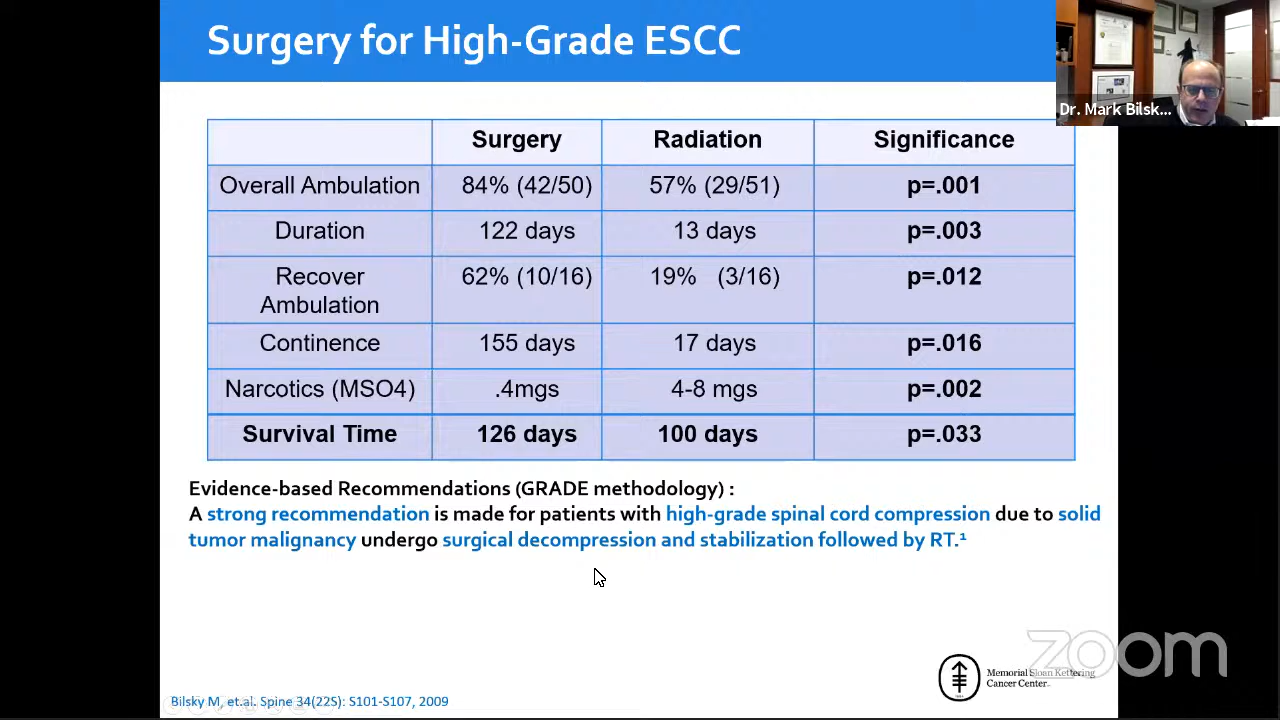 Surgery for High-Grade ESCC
Dr. Mark Bilsk...
Surgery Radiation Significance
Overall Ambulation 84% (42/50) 57% (29/51) p=.001
Duration 122 days 13 days p=.003
Recover
Ambulation 62% (10/16) 19% (3/16) p=.012
Continence 155 days 17 days p=.016
Narcotics (MSO4) .4mgs 4-8 mgs p=.002
Survival Time 126 days 100 days p=.033
Evidence-based Recommendations (GRADE methodology) :
A strong recommendation is made for patients with high-grade spinal cord compression due to solid
tumor malignancy undergo surgical decompression and stabilization followed by RT.¹
zoom
Memorial Sloan Kettering
Cancer Center
Bilsky M, et.al. Spine 34(22S): S101-S107, 2009